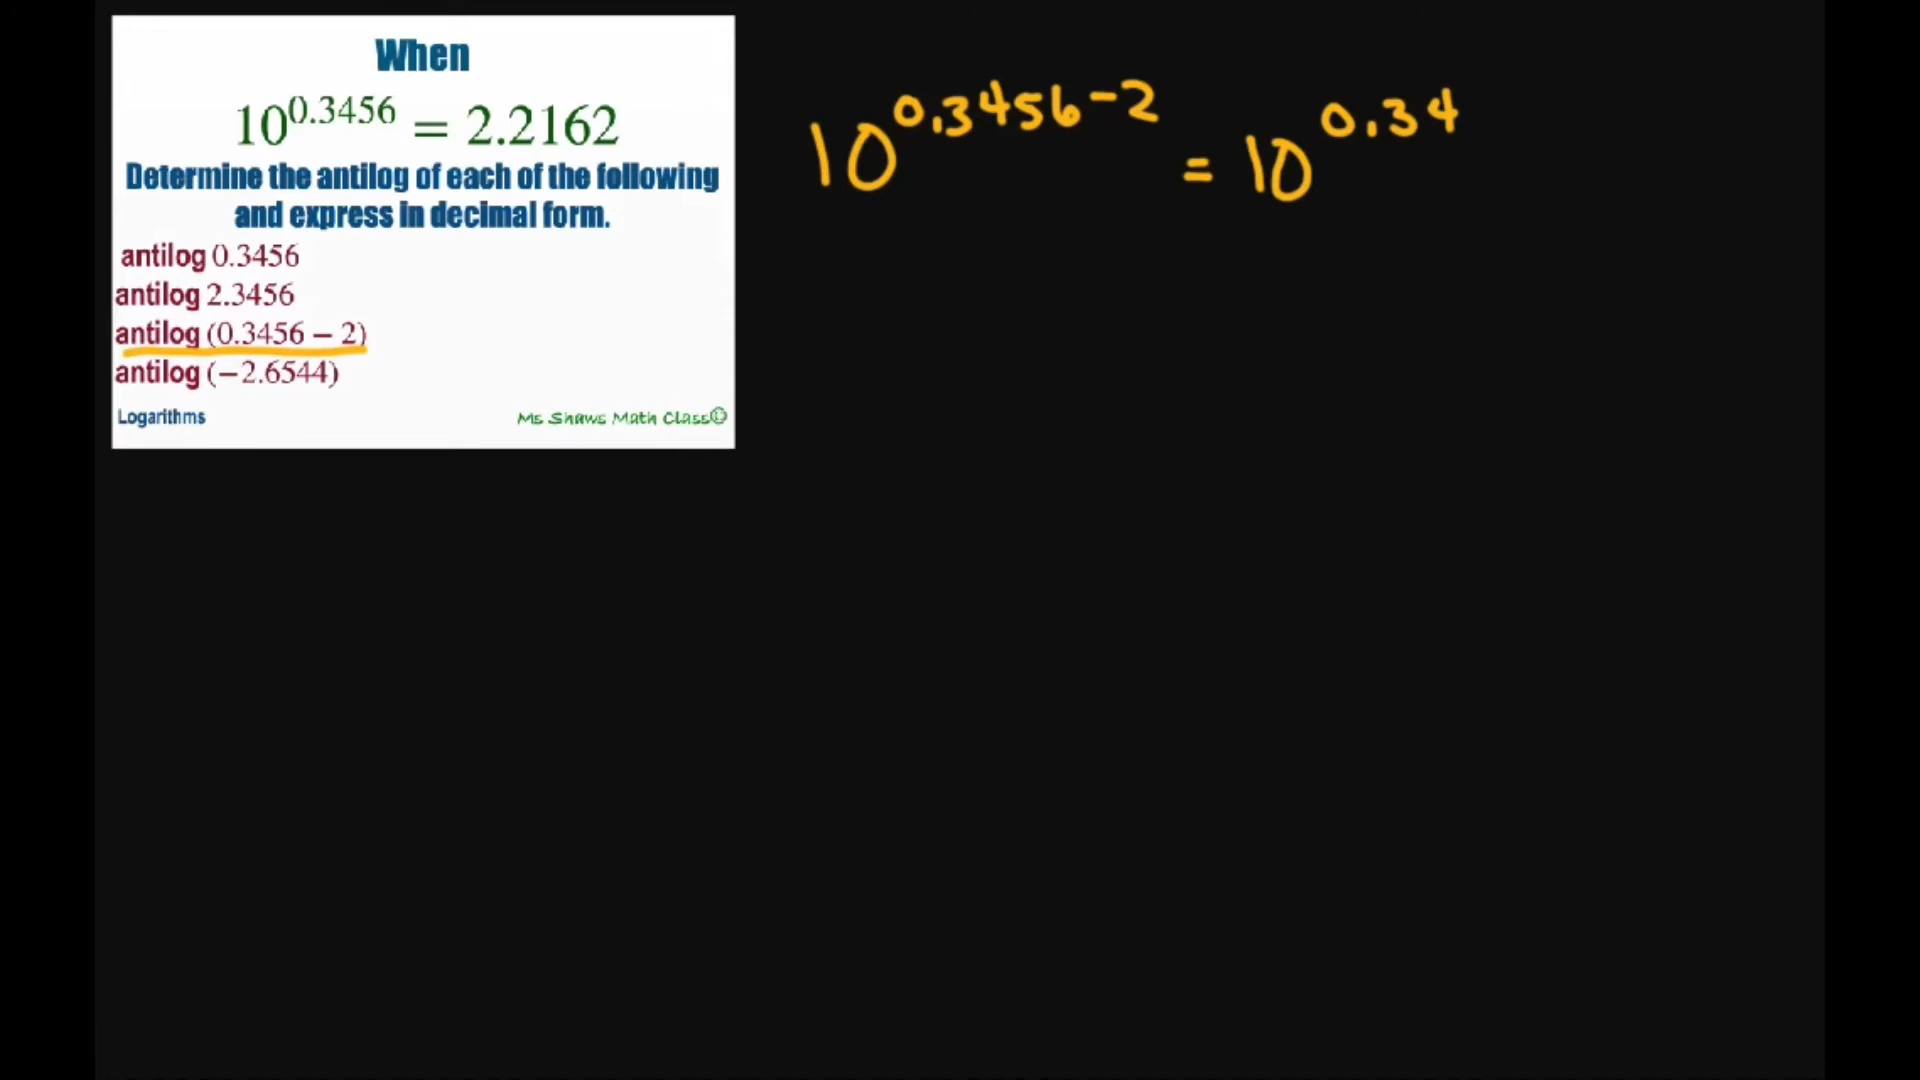 When
10^0.3456 = 2.2162
Determine the antilog of each of the following
and express in decimal form.
antilog 0.3456
antilog 2.3456
antilog (0.3456 − 2)
antilog (−2.6544)
Logarithms
Ms Shaws Math Class©
10^0.3456−2 = 10^0.34